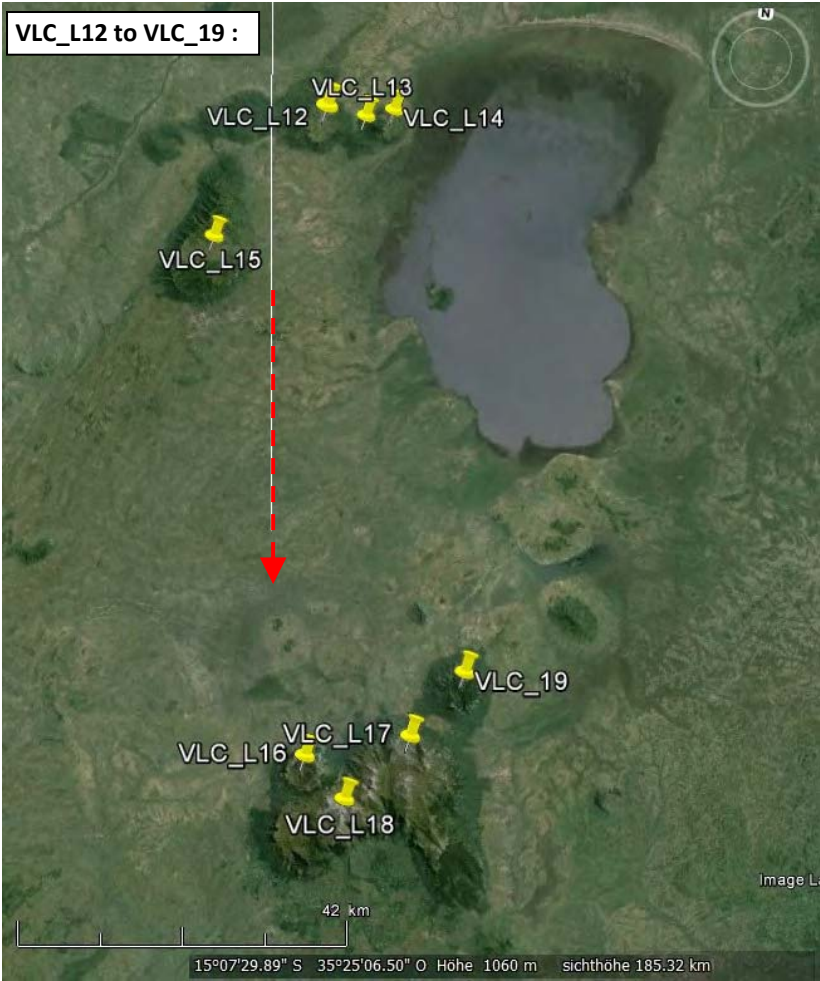 VLC_L12 to VLC_19 :
N
VLC_L13
VLC_L12
VLC_L14
VLC_L15
VLC_19
VLC_L17
VLC_L16
VLC_L18
Image L
42 km
15°07'29.89" S 35°25'06.50" O Höhe 1060 m sichthöhe 185.32 km